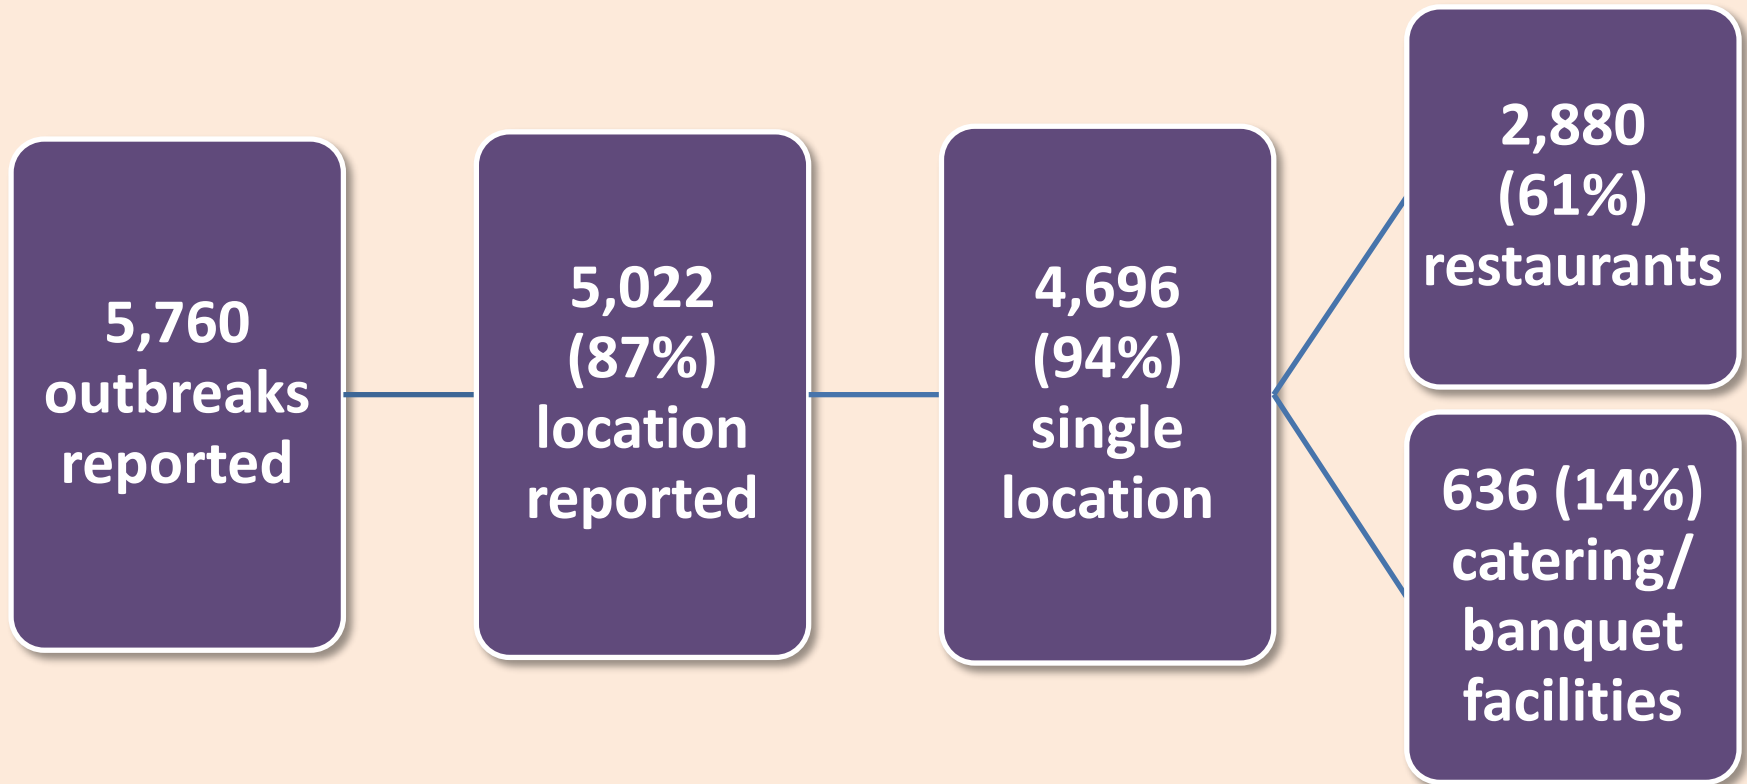 5,760
outbreaks
reported
5,022
(87%)
location
reported
4,696
(94%)
single
location
2,880
(61%)
restaurants
636 (14%)
catering/
banquet
facilities